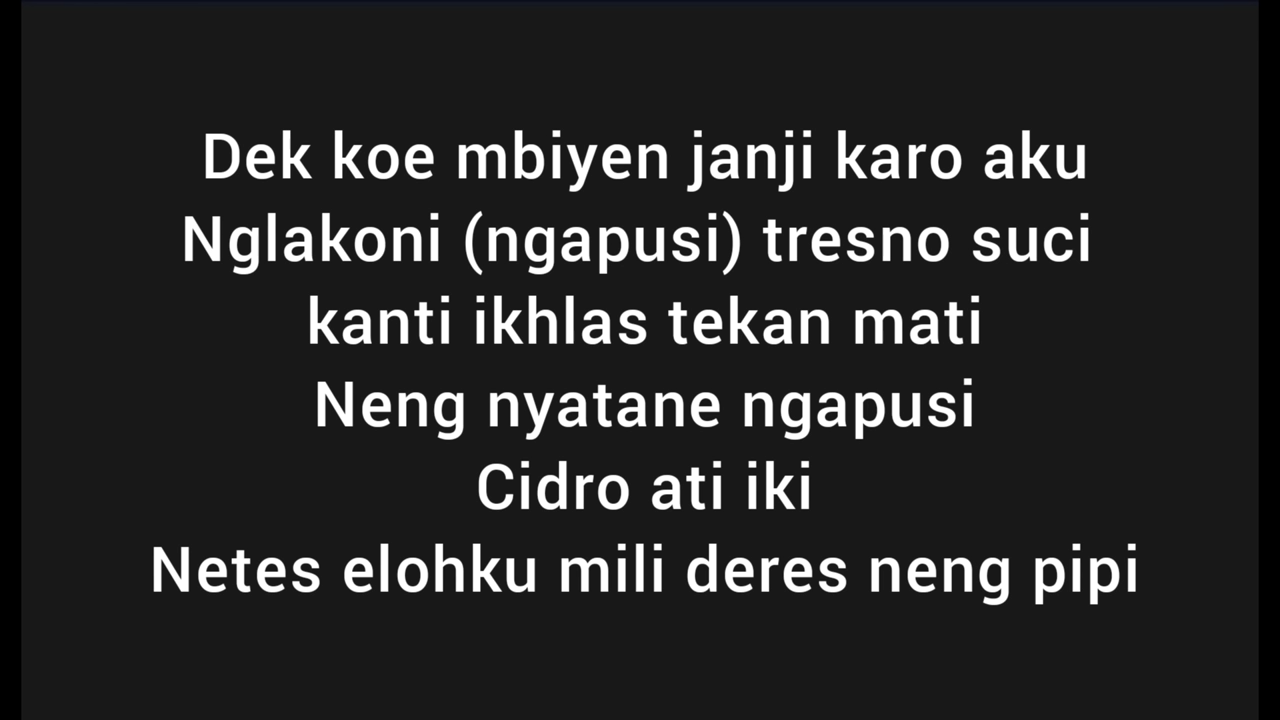 Dek koe mbiyen janji karo aku
Nglakoni (ngapusi) tresno suci
kanti ikhlas tekan mati
Neng nyatane ngapusi
Cidro ati iki
Netes elohku mili deres neng pipi